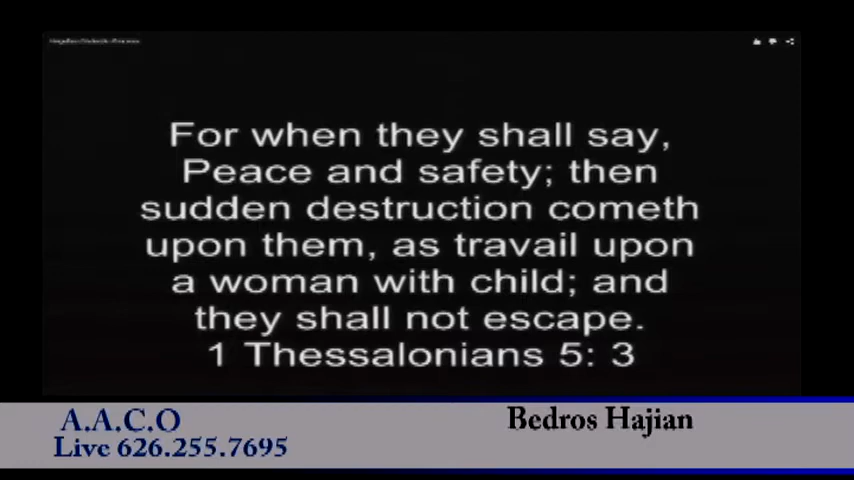 For when they shall say,
Peace and safety; then
sudden destruction cometh
upon them, as travail upon
a woman with child; and
they shall not escape.
1 Thessalonians 5: 3
A.A.C.O
Bedros Hajian
Live 626.255.7695